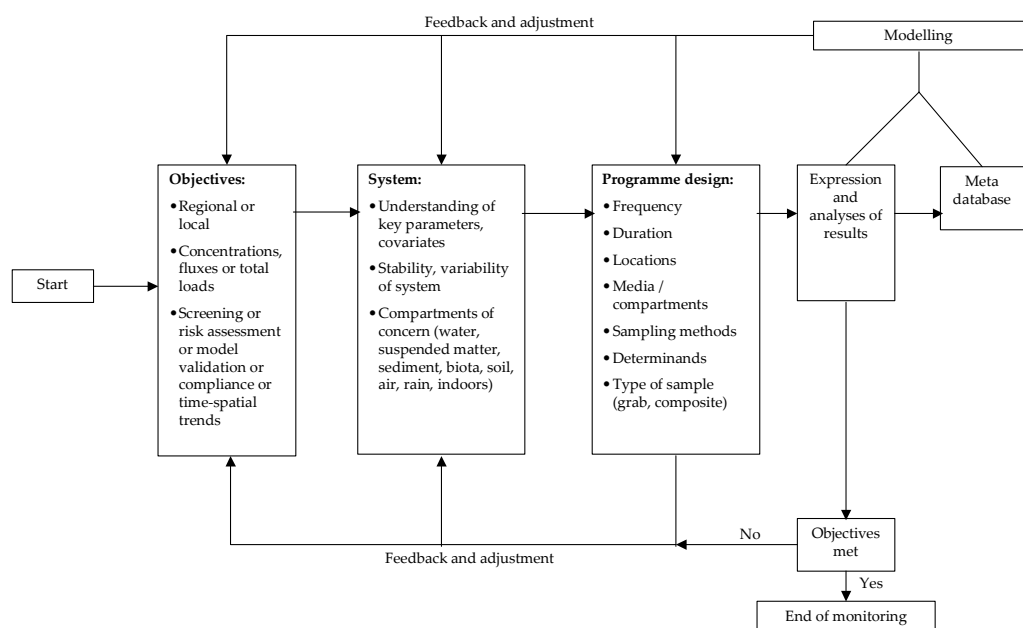 Feedback and adjustment
Modelling
Objectives:
• Regional or
local
• Concentrations,
fluxes or total
loads
• Screening or
risk assessment
or model
validation or
compliance or
time-spatial
trends
System:
• Understanding of
key parameters,
covariates
• Stability, variability
of system
• Compartments of
concern (water,
suspended matter,
sediment, biota, soil,
air, rain, indoors)
Programme design:
• Frequency
• Duration
• Locations
• Media /
compartments
• Sampling methods
• Determinands
• Type of sample
(grab, composite)
Expression
and
analyses of
results
Meta
database
Start
No
Objectives
met
Feedback and adjustment
Yes
End of monitoring